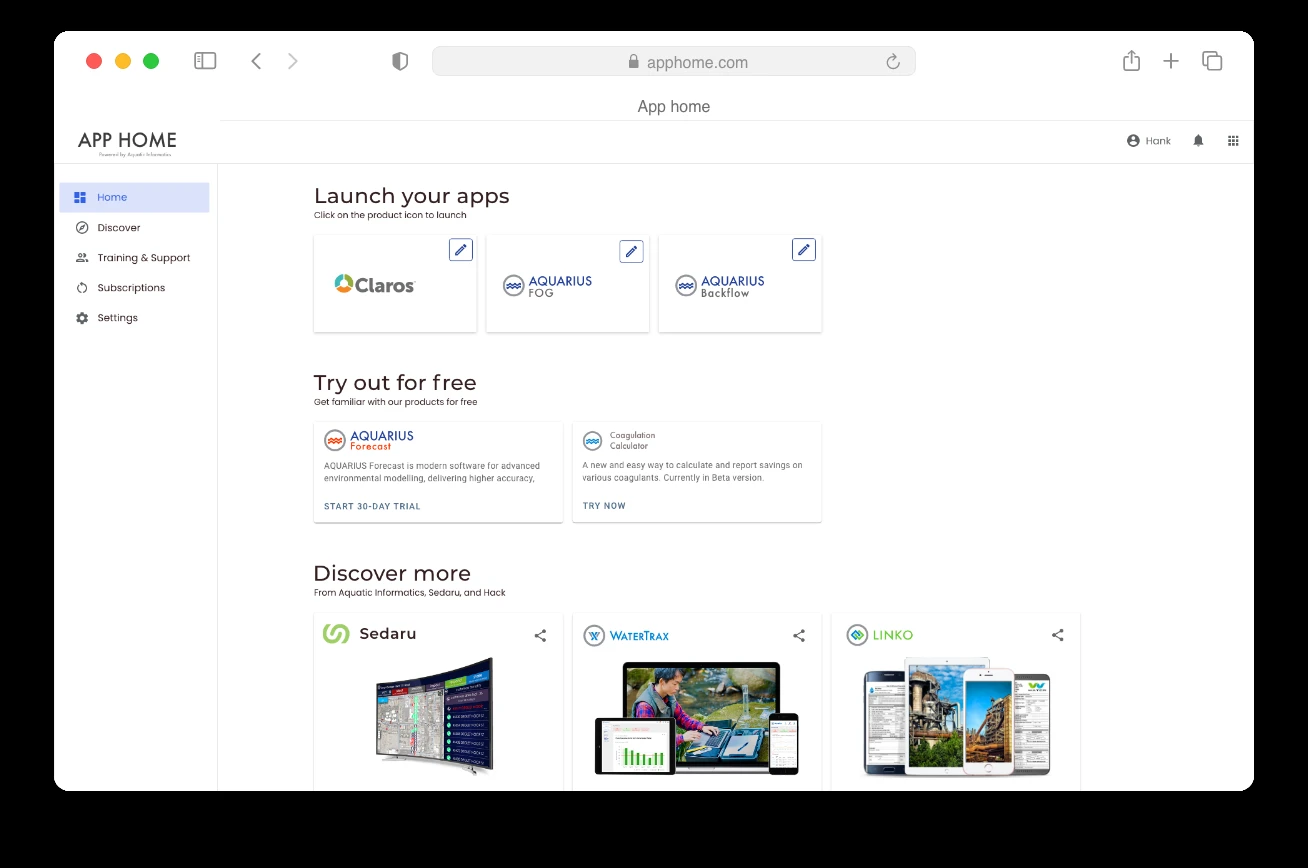 apphome.com
App home
APP HOME
Powered by Aquatic Informatics
Hank
Home
Discover
Training & Support
Subscriptions
Settings
Launch your apps
Click on the product icon to launch
Claros
AQUARIUS
FOG
AQUARIUS
Backflow
Try out for free
Get familiar with our products for free
AQUARIUS
Forecast
AQUARIUS Forecast is modern software for advanced
environmental modelling, delivering higher accuracy,
START 30-DAY TRIAL
Coagulation
Calculator
A new and easy way to calculate and report savings on
various coagulants. Currently in Beta version.
TRY NOW
Discover more
From Aquatic Informatics, Sedaru, and Hack
Sedaru
WATERTRAX
LINKO